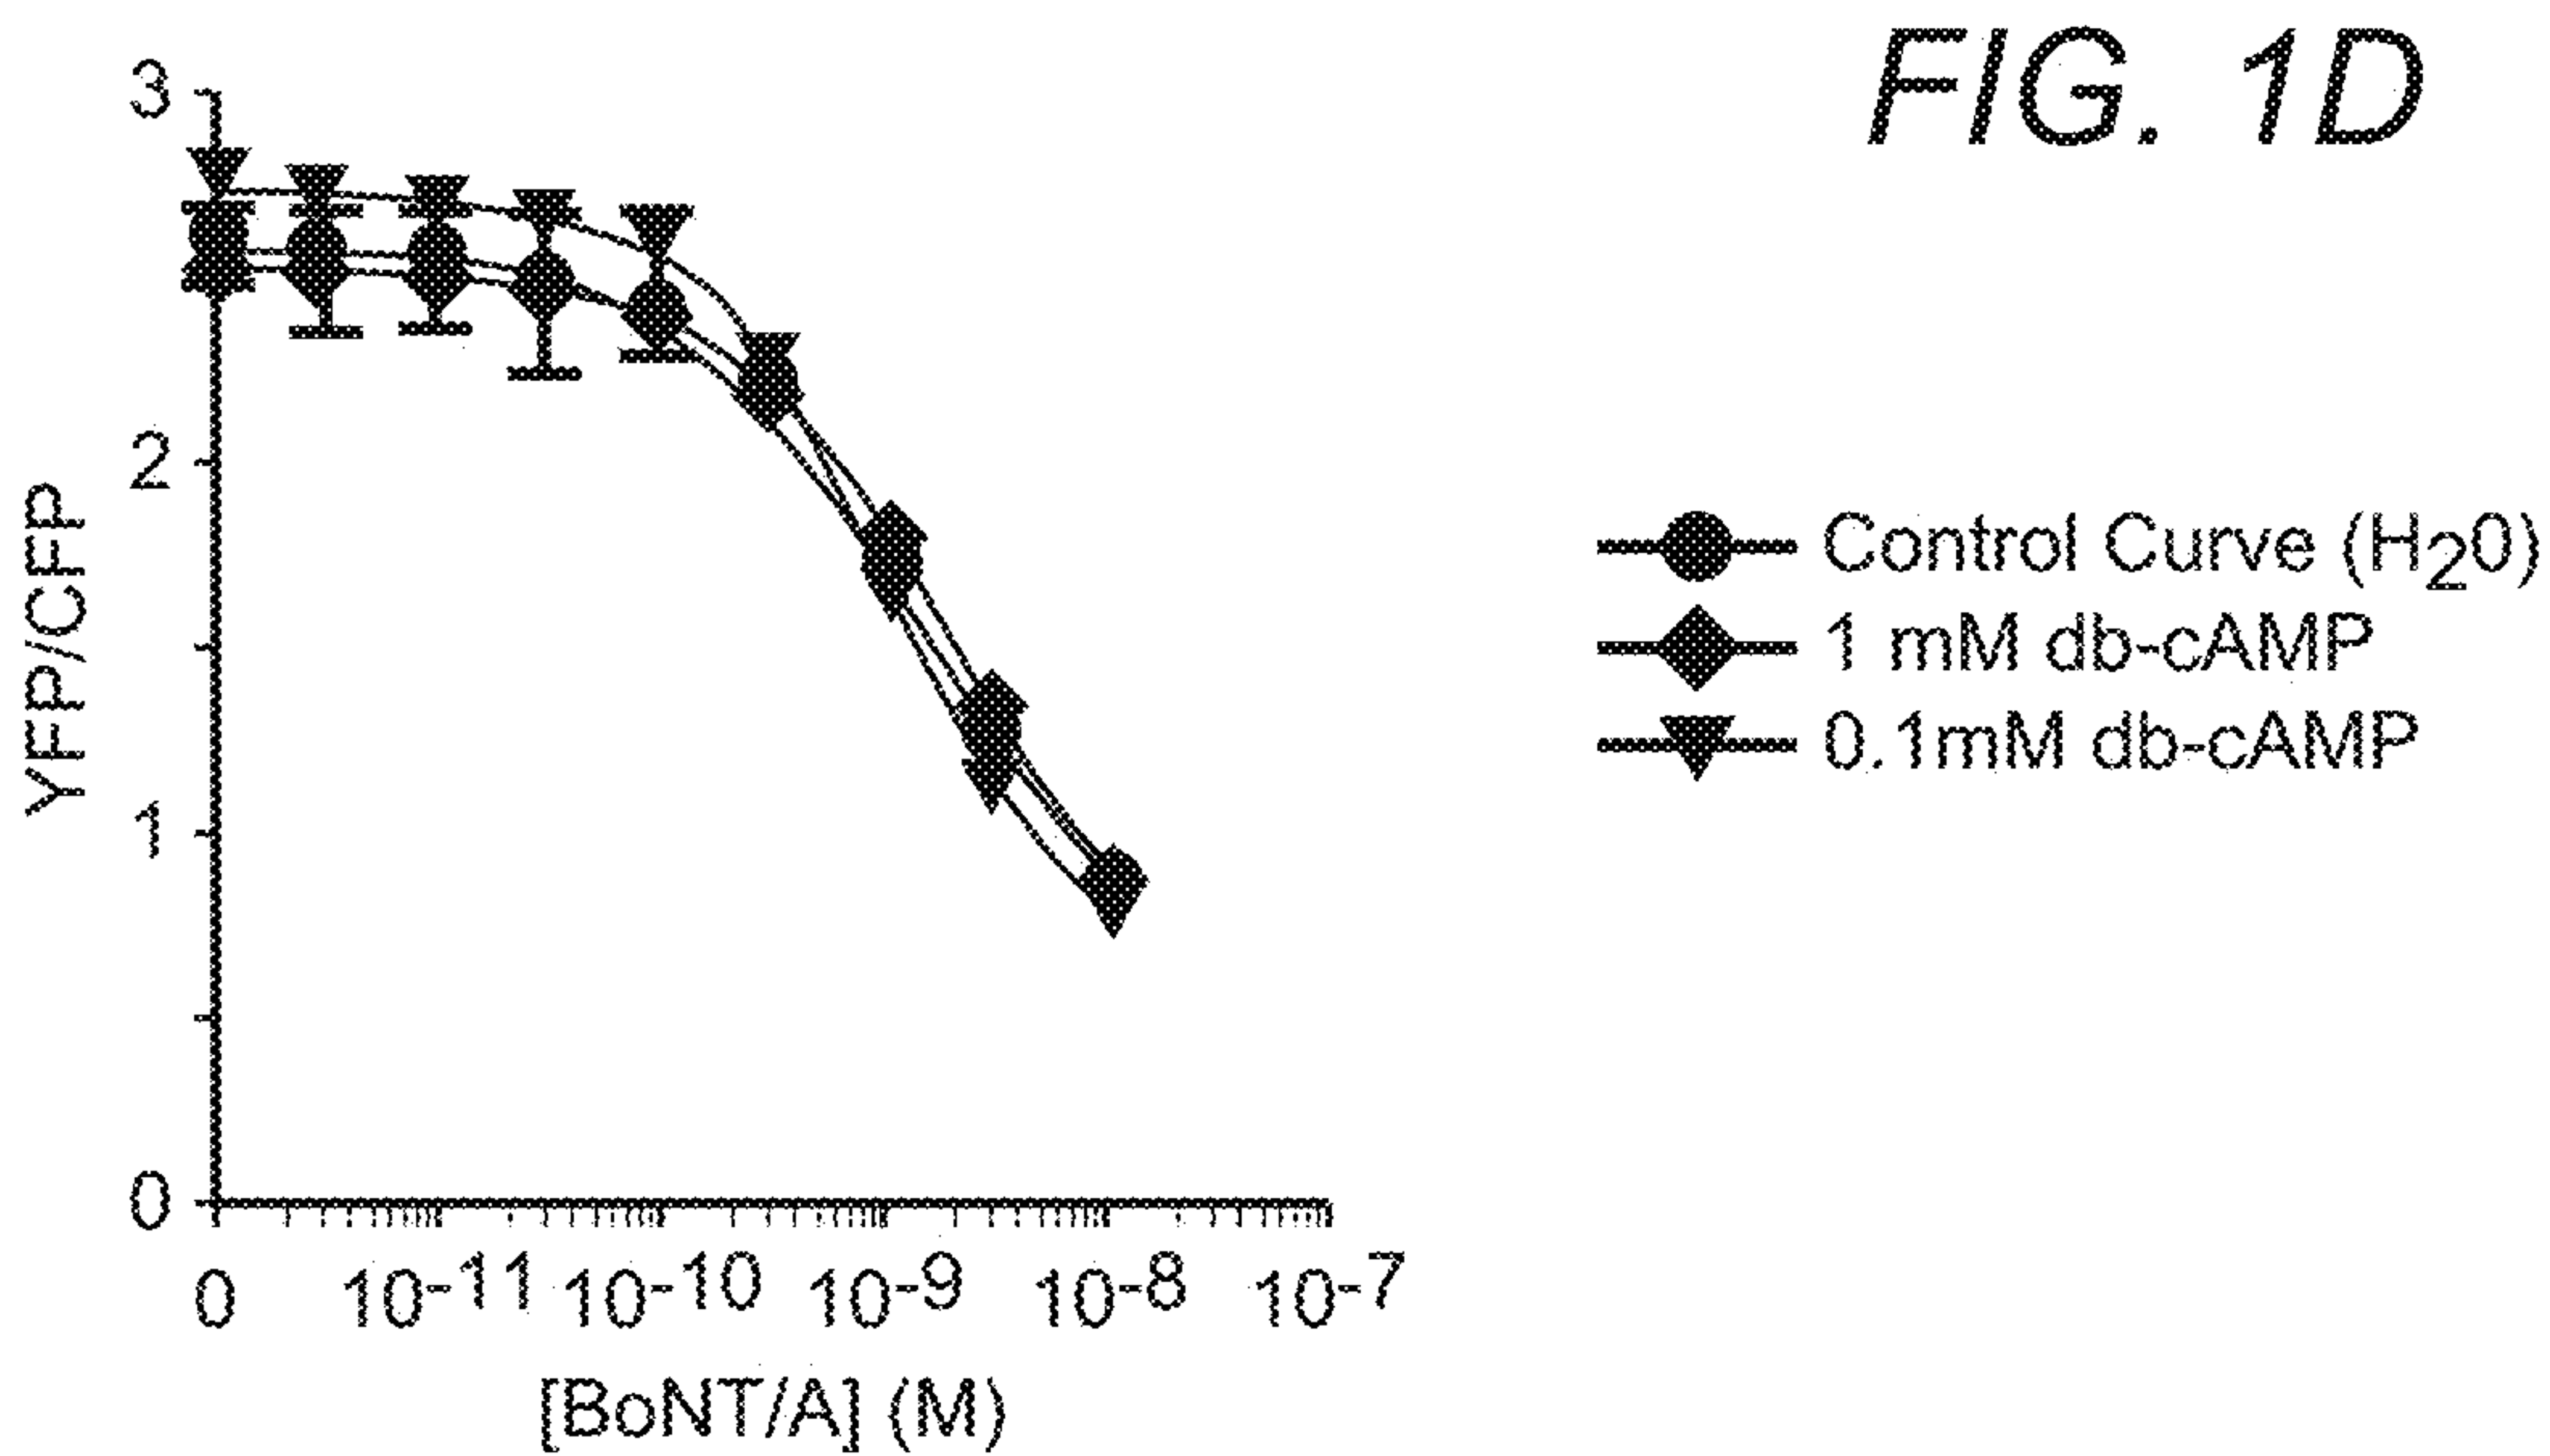 FIG. 1D
3
2
1
0
YFP/CFP
0 10-11 10-10 10-9 10-8 10-7
[BoNT/A] (M)
Control Curve (H20)
1 mM db-cAMP
0.1mM db-cAMP